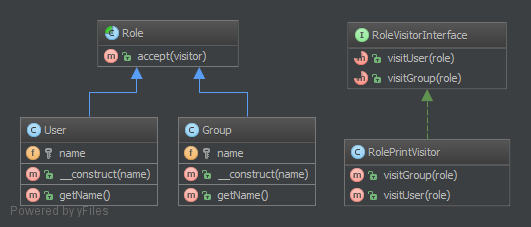 Role
accept(visitor)
RoleVisitorInterface
visitUser(role)
visitGroup(role)
User
name
__construct(name)
getName()
Group
name
__construct(name)
getName()
RolePrintVisitor
visitGroup(role)
visitUser(role)
Powered by yFiles